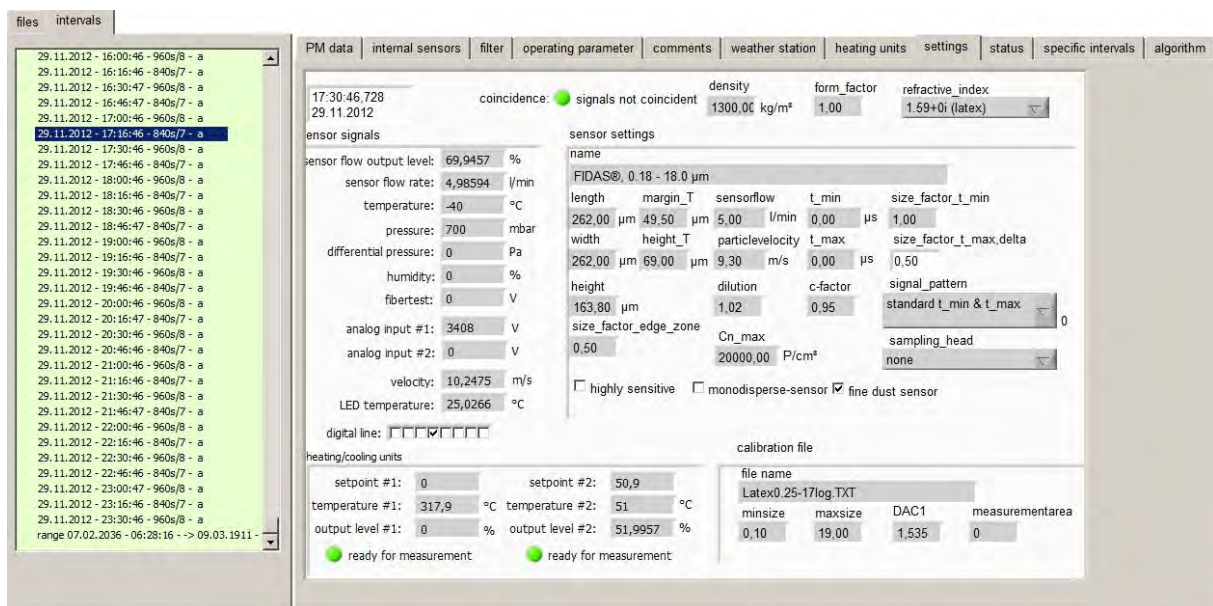 files intervals
29.11.2012 - 16:00:46 - 960s/8 - a
29.11.2012 - 16:16:46 - 840s/7 - a
29.11.2012 - 16:30:47 - 960s/8 - a
29.11.2012 - 16:46:47 - 840s/7 - a
29.11.2012 - 17:00:46 - 960s/8 - a
29.11.2012 - 17:16:46 - 840s/7 - a
29.11.2012 - 17:30:46 - 960s/8 - a
29.11.2012 - 17:46:46 - 840s/7 - a
29.11.2012 - 18:00:46 - 960s/8 - a
29.11.2012 - 18:16:46 - 840s/7 - a
29.11.2012 - 18:30:46 - 960s/8 - a
29.11.2012 - 18:46:47 - 840s/7 - a
29.11.2012 - 19:00:46 - 960s/8 - a
29.11.2012 - 19:16:46 - 840s/7 - a
29.11.2012 - 19:30:46 - 960s/8 - a
29.11.2012 - 19:46:46 - 840s/7 - a
29.11.2012 - 20:00:46 - 960s/8 - a
29.11.2012 - 20:16:47 - 840s/7 - a
29.11.2012 - 20:30:46 - 960s/8 - a
29.11.2012 - 20:46:46 - 840s/7 - a
29.11.2012 - 21:00:46 - 960s/8 - a
29.11.2012 - 21:16:46 - 840s/7 - a
29.11.2012 - 21:30:46 - 960s/8 - a
29.11.2012 - 21:46:47 - 840s/7 - a
29.11.2012 - 22:00:46 - 960s/8 - a
29.11.2012 - 22:16:46 - 840s/7 - a
29.11.2012 - 22:30:46 - 960s/8 - a
29.11.2012 - 22:46:46 - 840s/7 - a
29.11.2012 - 23:00:47 - 960s/8 - a
29.11.2012 - 23:16:46 - 840s/7 - a
29.11.2012 - 23:30:46 - 960s/8 - a
range 07.02.2036 - 06:28:16 --> 09.03.1911 -
PM data internal sensors filter operating parameter comments weather station heating units settings status specific intervals algorithm
17:30:46,728
29.11.2012
coincidence: signals not coincident
density form_factor refractive_index
1300,00 kg/m³ 1,00 1.59+0i (latex)
ensor signals
sensor flow output level: 69,9457 %
sensor flow rate: 4,98594 l/min
temperature: -40 °C
pressure: 700 mbar
differential pressure: 0 Pa
humidity: 0 %
fibertest: 0 V
analog input #1: 3408 V
analog input #2: 0 V
velocity: 10,2475 m/s
LED temperature: 25,0266 °C
digital line:
sensor settings
name
FIDAS®, 0.18 - 18.0 µm
length margin_T sensorflow t_min size_factor_t_min
262,00 µm 49,50 µm 5,00 l/min 0,00 µs 1,00
width height_T particlevelocity t_max size_factor_t_max,delta
262,00 µm 69,00 µm 9,30 m/s 0,00 µs 0,50
height dilution c-factor signal_pattern
163,80 µm 1,02 0,95 standard t_min & t_max 0
size_factor_edge_zone Cn_max sampling_head
0,50 20000,00 P/cm³ none
highly sensitive monodisperse-sensor fine dust sensor
heating/cooling units
setpoint #1: 0 setpoint #2: 50,9
temperature #1: 317,9 °C temperature #2: 51 °C
output level #1: 0 % output level #2: 51,9957 %
ready for measurement ready for measurement
calibration file
file name
Latex0.25-17log.TXT
minsize maxsize DAC1 measurementarea
0,10 19,00 1,535 0